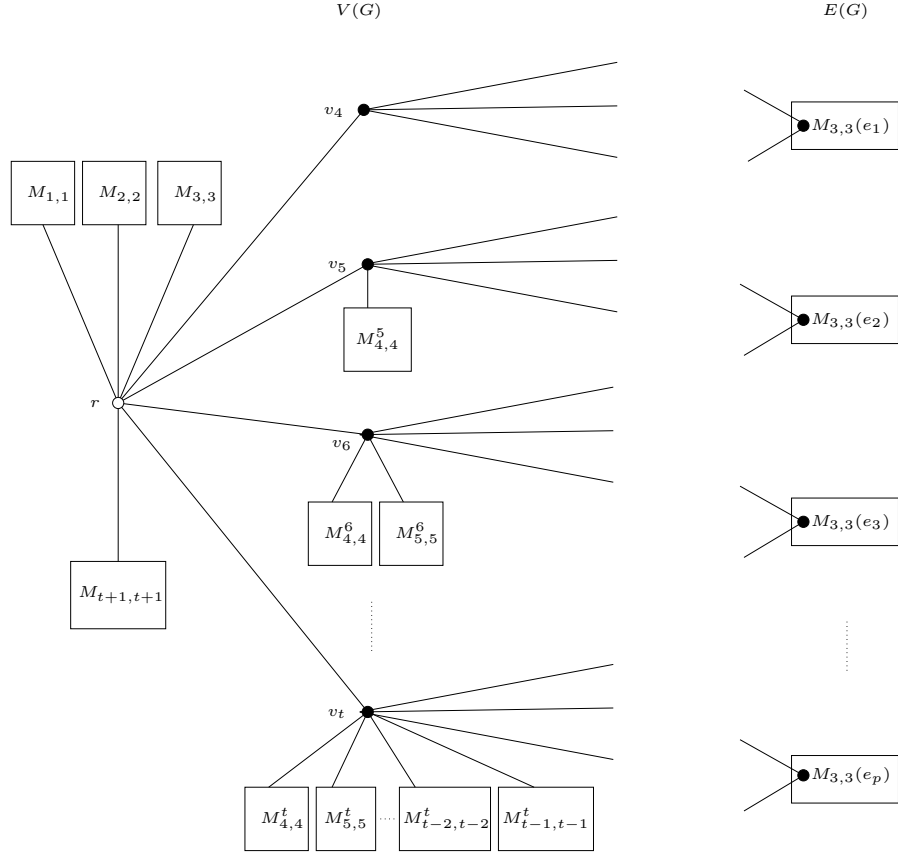 V(G) E(G)
v_4
M_{3,3}(e_1)
M_{1,1} M_{2,2} M_{3,3}
v_5
M^5_{4,4}
M_{3,3}(e_2)
r
v_6
M^6_{4,4} M^6_{5,5}
M_{3,3}(e_3)
M_{t+1,t+1}
v_t
M_{3,3}(e_p)
M^t_{4,4} M^t_{5,5} M^t_{t-2,t-2} M^t_{t-1,t-1}